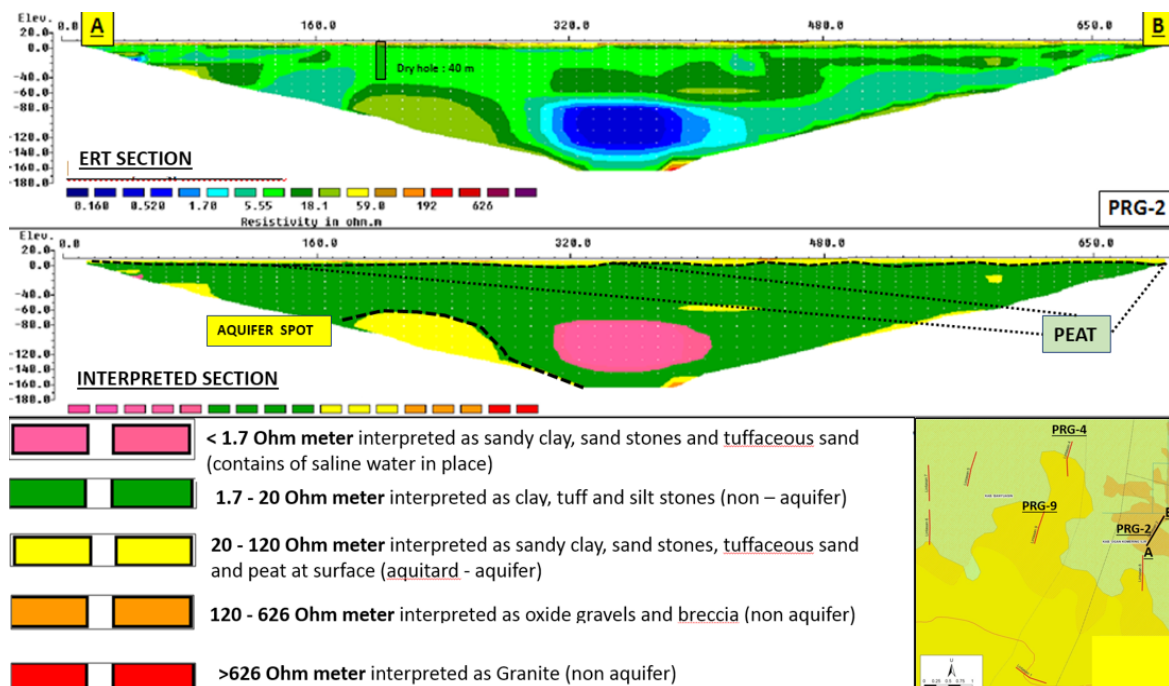 Elev.
0.0 A 160.0 320.0 480.0 650.0 B
20.0
0.0
-40.0
-60.0
-80.0
-120.0
-140.0
-160.0
-180.0
Dry hole : 40 m
ERT SECTION
0.160 0.520 1.70 5.55 18.1 59.0 192 626
Resistivity in ohm.m
PRG-2
Elev.
0.0 160.0 320.0 480.0 650.0
20.0
0.0
-40.0
-60.0
-80.0
-120.0
-140.0
-160.0
-180.0
AQUIFER SPOT
PEAT
INTERPRETED SECTION
< 1.7 Ohm meter interpreted as sandy clay, sand stones and tuffaceous sand
(contains of saline water in place)
1.7 - 20 Ohm meter interpreted as clay, tuff and silt stones (non – aquifer)
20 - 120 Ohm meter interpreted as sandy clay, sand stones, tuffaceous sand
and peat at surface (aquitard - aquifer)
120 - 626 Ohm meter interpreted as oxide gravels and breccia (non aquifer)
>626 Ohm meter interpreted as Granite (non aquifer)
PRG-4
PRG-9
PRG-2
B
A